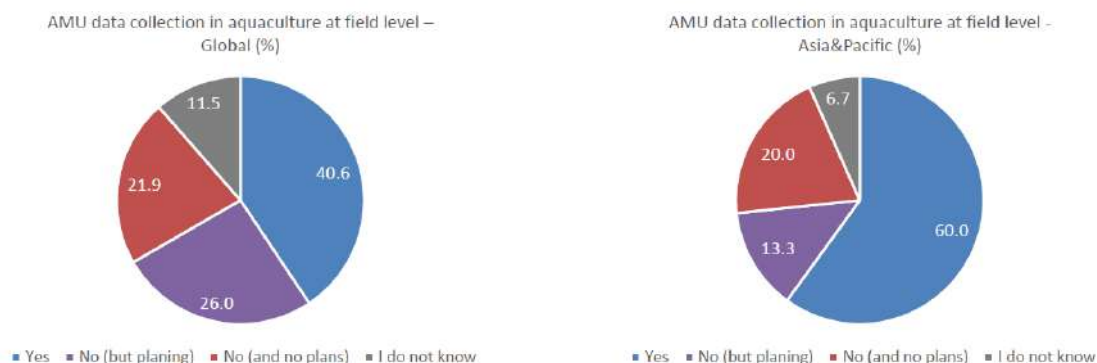 AMU data collection in aquaculture at field level –
Global (%)
11.5
40.6
21.9
26.0
Yes No (but planing) No (and no plans) I do not know
AMU data collection in aquaculture at field level -
Asia&Pacific (%)
6.7
20.0
60.0
13.3
Yes No (but planing) No (and no plans) I do not know